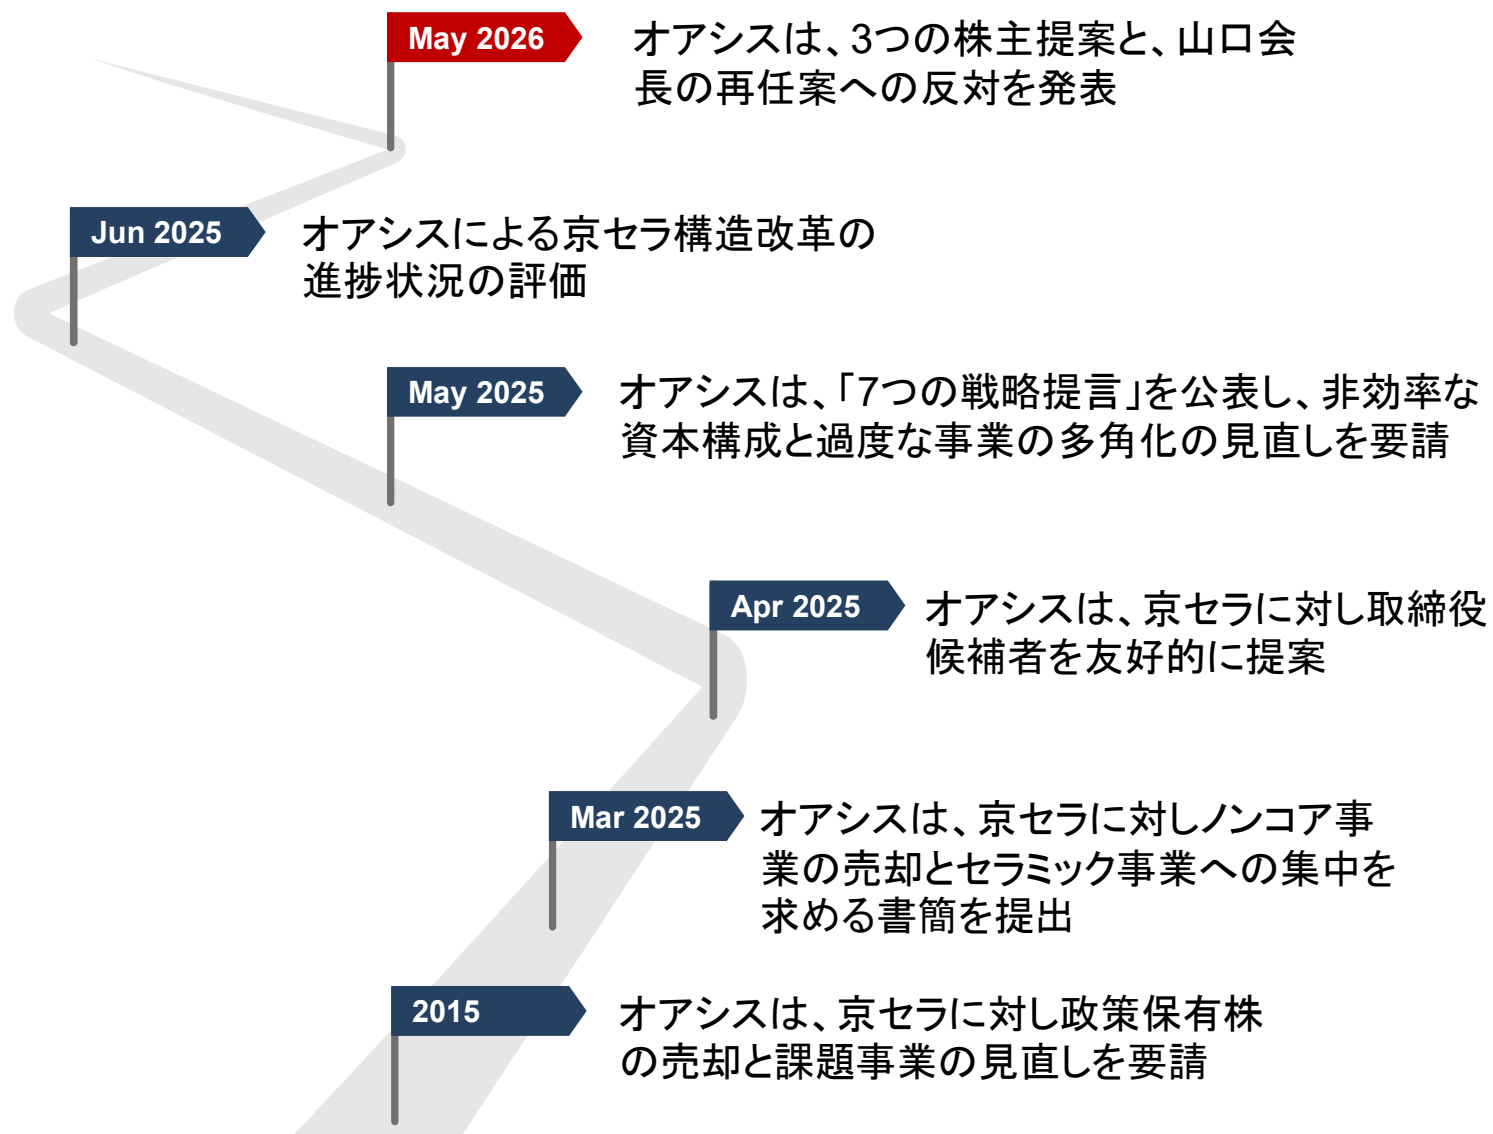 May 2026
オアシスは、3つの株主提案と、山口会
長の再任案への反対を発表
Jun 2025
オアシスによる京セラ構造改革の
進捗状況の評価
May 2025
オアシスは、「7つの戦略提言」を公表し、非効率な
資本構成と過度な事業の多角化の見直しを要請
Apr 2025
オアシスは、京セラに対し取締役
候補者を友好的に提案
Mar 2025
オアシスは、京セラに対しノンコア事
業の売却とセラミック事業への集中を
求める書簡を提出
2015
オアシスは、京セラに対し政策保有株
の売却と課題事業の見直しを要請